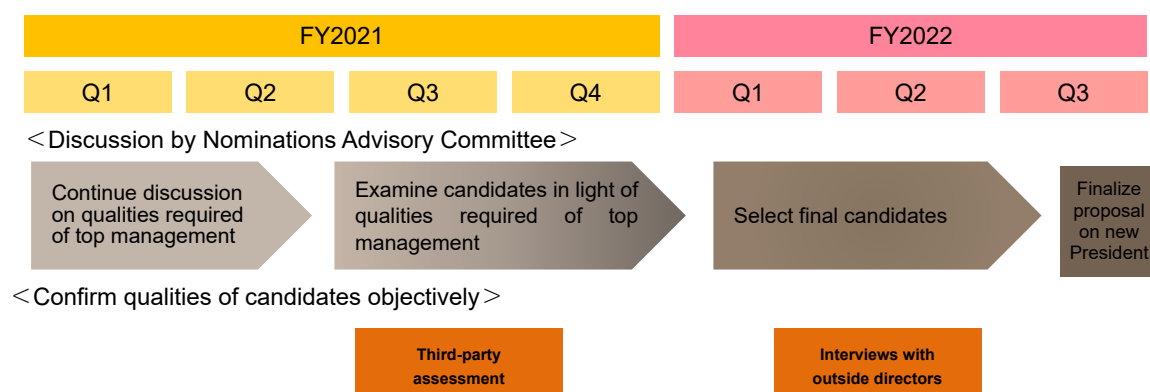 FY2021 FY2022
Q1 Q2 Q3 Q4 Q1 Q2 Q3
＜Discussion by Nominations Advisory Committee＞
Continue discussion
on qualities required
of top management
Examine candidates in light of
qualities required of top
management
Select final candidates
Finalize
proposal
on new
President
＜Confirm qualities of candidates objectively＞
Third-party
assessment
Interviews with
outside directors